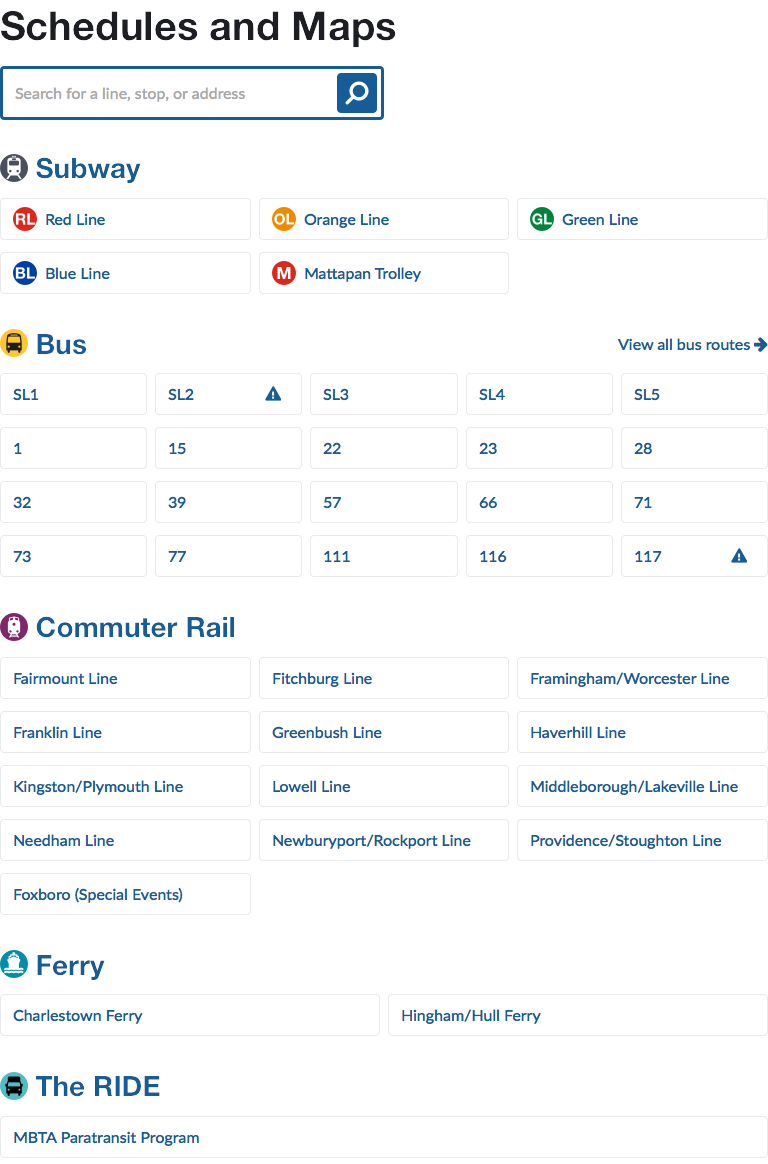 Schedules and Maps
Search for a line, stop, or address
Subway
RL Red Line
OL Orange Line
GL Green Line
BL Blue Line
M Mattapan Trolley
Bus
View all bus routes
SL1
SL2
SL3
SL4
SL5
1
15
22
23
28
32
39
57
66
71
73
77
111
116
117
Commuter Rail
Fairmount Line
Fitchburg Line
Framingham/Worcester Line
Franklin Line
Greenbush Line
Haverhill Line
Kingston/Plymouth Line
Lowell Line
Middleborough/Lakeville Line
Needham Line
Newburyport/Rockport Line
Providence/Stoughton Line
Foxboro (Special Events)
Ferry
Charlestown Ferry
Hingham/Hull Ferry
The RIDE
MBTA Paratransit Program